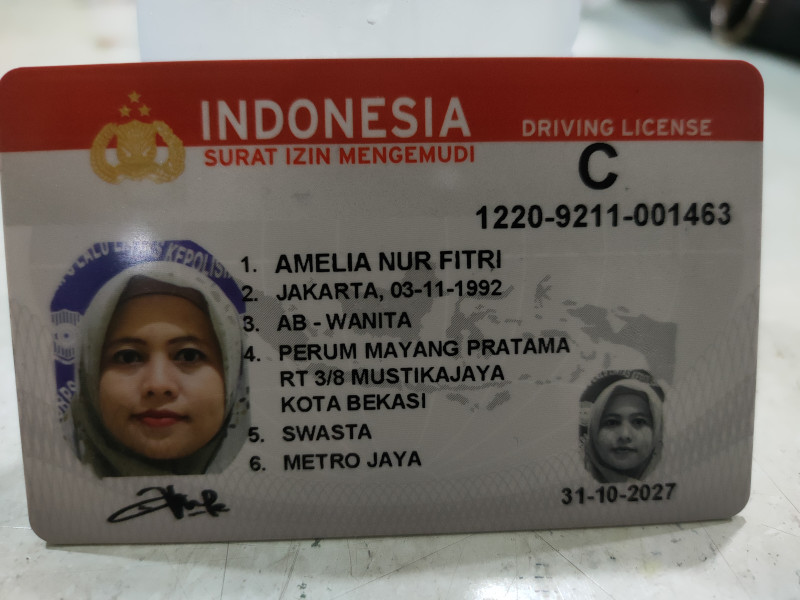 INDONESIA
SURAT IZIN MENGEMUDI
DRIVING LICENSE
C
1220-9211-001463
1. AMELIA NUR FITRI
2. JAKARTA, 03-11-1992
3. AB - WANITA
4. PERUM MAYANG PRATAMA
RT 3/8 MUSTIKAJAYA
KOTA BEKASI
5. SWASTA
6. METRO JAYA
31-10-2027